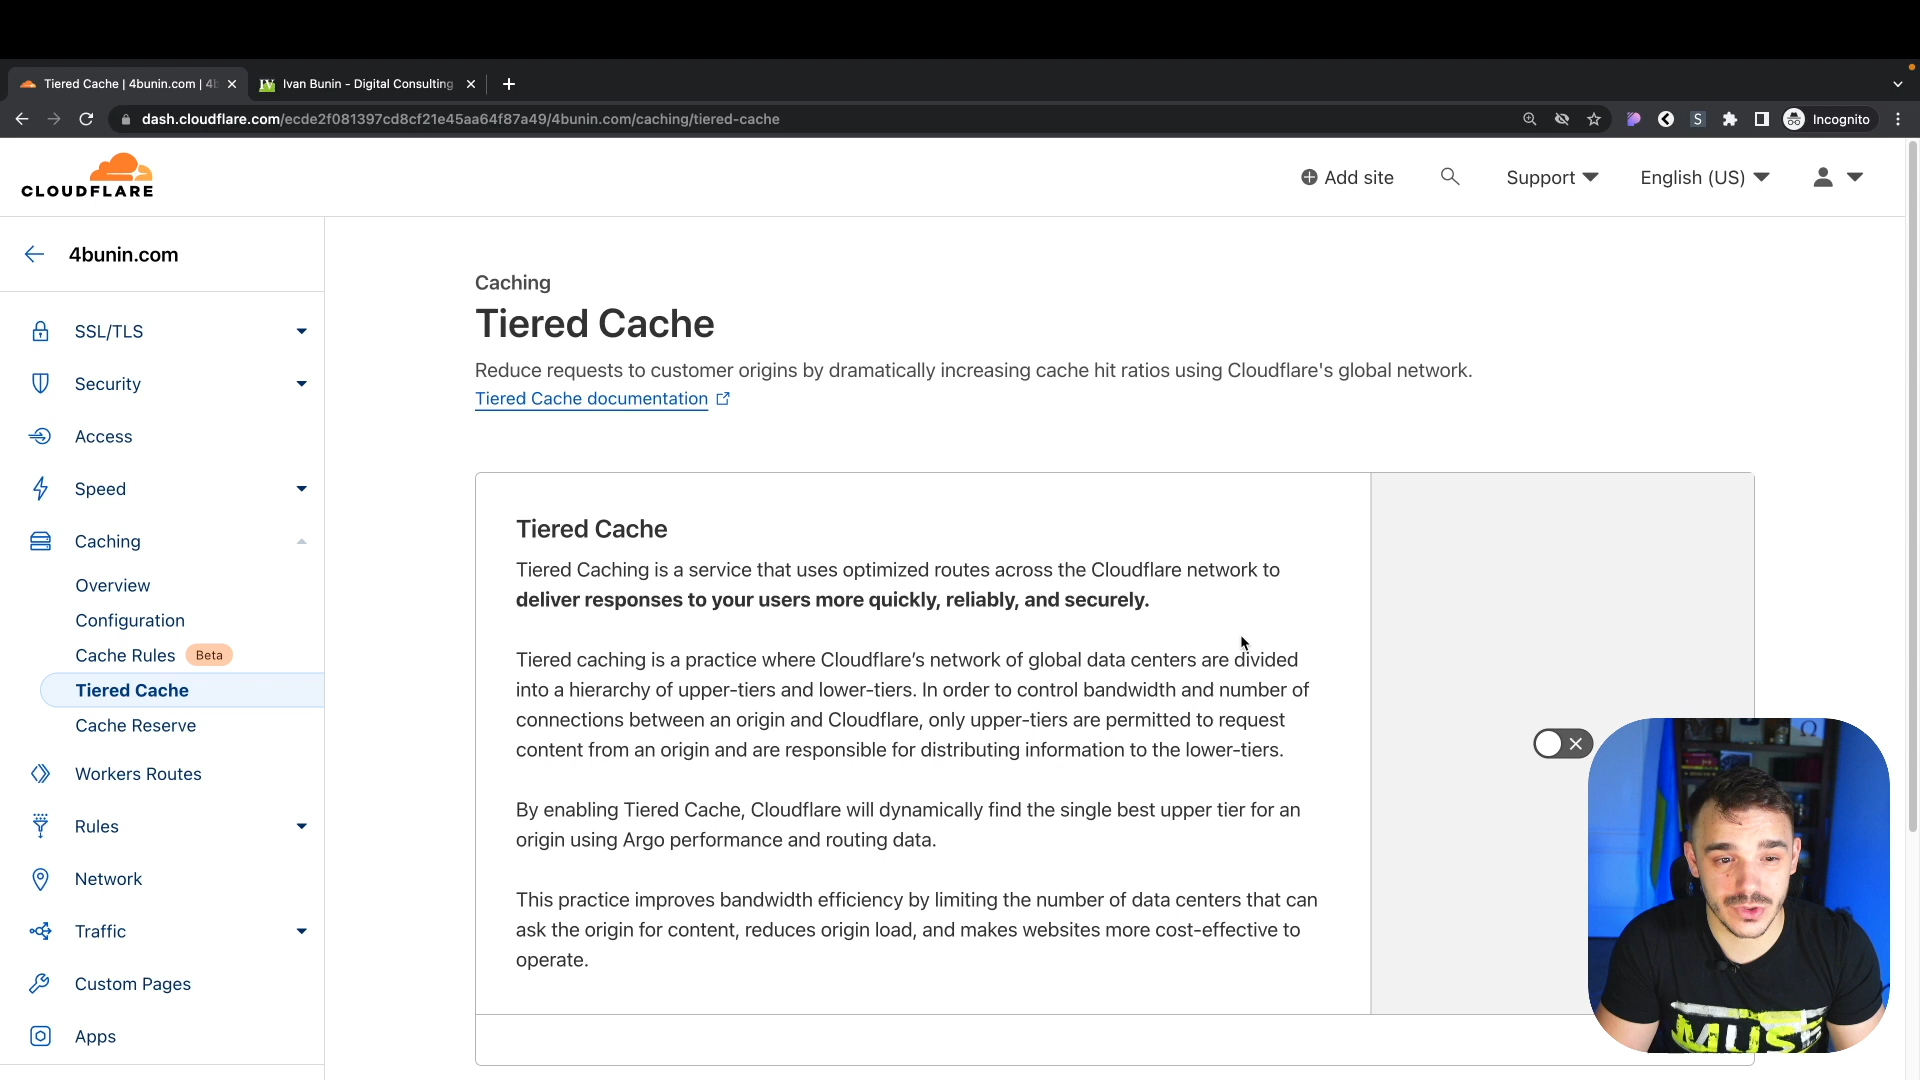 Tiered Cache | 4bunin.com | 4b
Ivan Bunin - Digital Consulting
dash.cloudflare.com/ecde2f081397cd8cf21e45aa64f87a49/4bunin.com/caching/tiered-cache
S
Incognito
CLOUDFLARE
Add site
Support
English (US)
4bunin.com
SSL/TLS
Security
Access
Speed
Caching
Overview
Configuration
Cache Rules Beta
Tiered Cache
Cache Reserve
Workers Routes
Rules
Network
Traffic
Custom Pages
Apps
Caching
Tiered Cache
Reduce requests to customer origins by dramatically increasing cache hit ratios using Cloudflare's global network.
Tiered Cache documentation
Tiered Cache
Tiered Caching is a service that uses optimized routes across the Cloudflare network to
deliver responses to your users more quickly, reliably, and securely.
Tiered caching is a practice where Cloudflare’s network of global data centers are divided
into a hierarchy of upper-tiers and lower-tiers. In order to control bandwidth and number of
connections between an origin and Cloudflare, only upper-tiers are permitted to request
content from an origin and are responsible for distributing information to the lower-tiers.
By enabling Tiered Cache, Cloudflare will dynamically find the single best upper tier for an
origin using Argo performance and routing data.
This practice improves bandwidth efficiency by limiting the number of data centers that can
ask the origin for content, reduces origin load, and makes websites more cost-effective to
operate.
MUSE